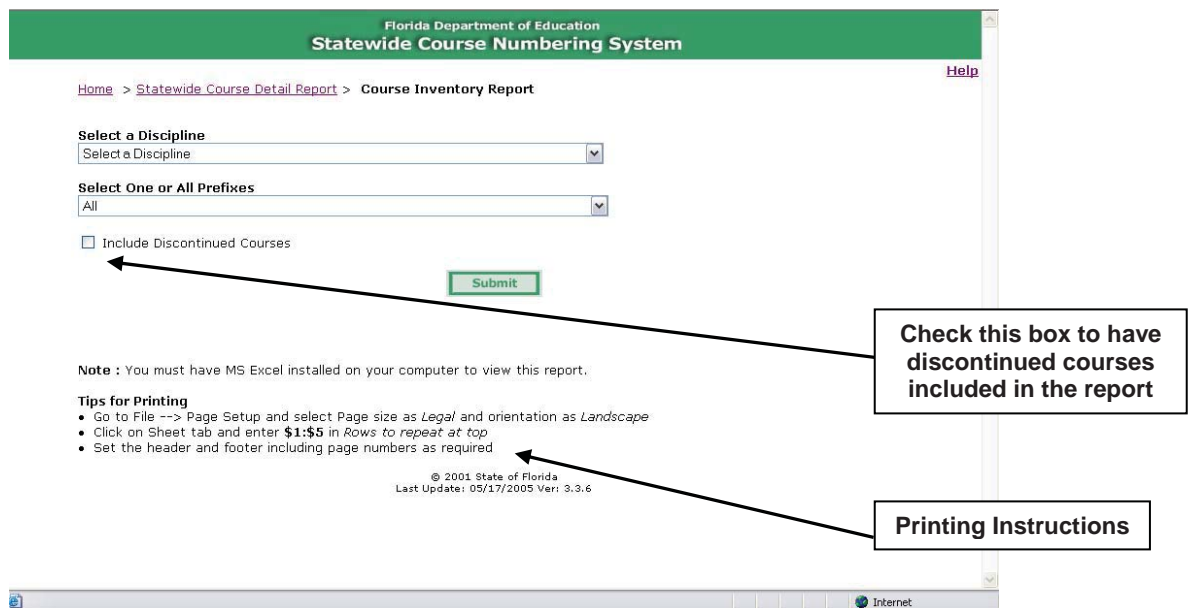 Florida Department of Education
Statewide Course Numbering System
Help
Home > Statewide Course Detail Report > Course Inventory Report
Select a Discipline
Select a Discipline
Select One or All Prefixes
All
Include Discontinued Courses
Submit
Check this box to have
discontinued courses
included in the report
Note : You must have MS Excel installed on your computer to view this report.
Tips for Printing
• Go to File --> Page Setup and select Page size as Legal and orientation as Landscape
• Click on Sheet tab and enter $1:$5 in Rows to repeat at top
• Set the header and footer including page numbers as required
© 2001 State of Florida
Last Update: 05/17/2005 Ver: 3.3.6
Printing Instructions
Internet